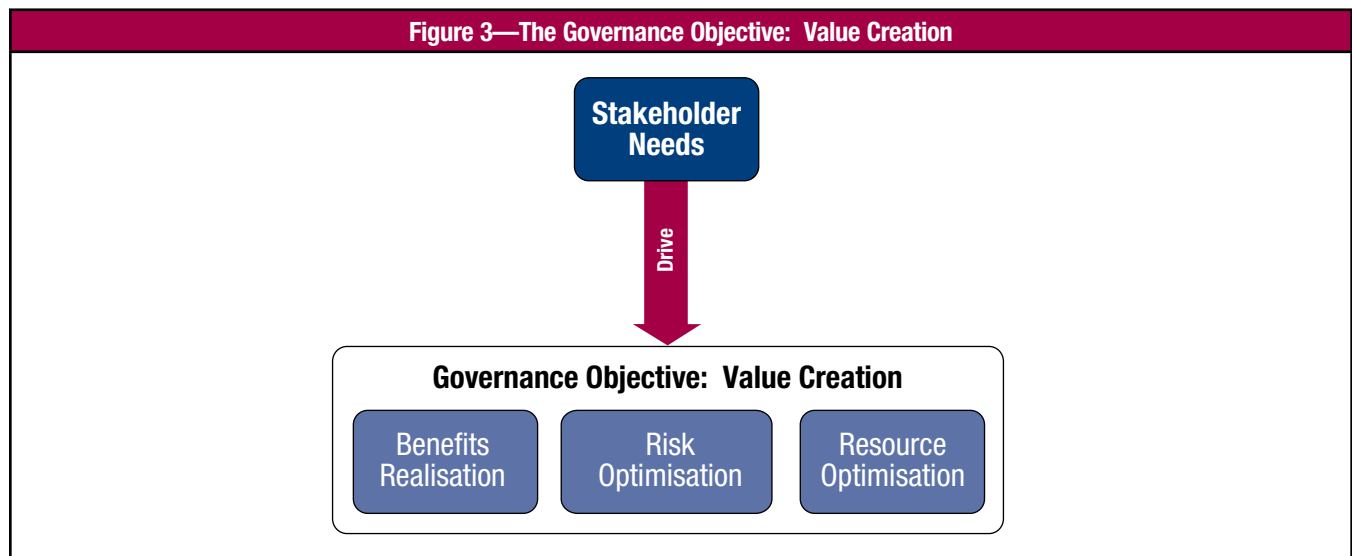 Figure 3—The Governance Objective: Value Creation
Stakeholder
Needs
Drive
Governance Objective: Value Creation
Benefits
Realisation
Risk
Optimisation
Resource
Optimisation